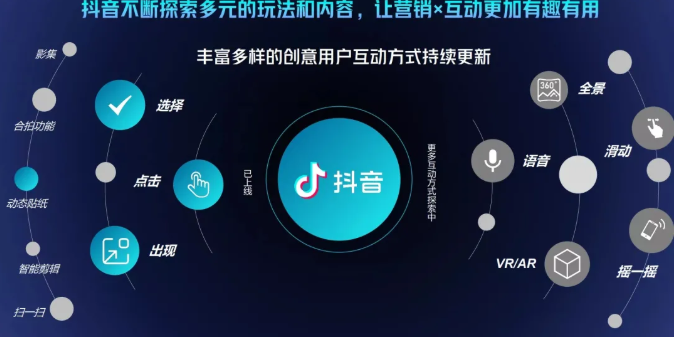 抖音不断探索多元的玩法和内容，让营销×互动更加有趣有用
丰富多样的创意用户互动方式持续更新
影集
合拍功能
动态贴纸
智能剪辑
扫一扫
选择
点击
出现
已上线
抖音
更多互动方式探索中
语音
VR/AR
360°
全景
滑动
摇一摇